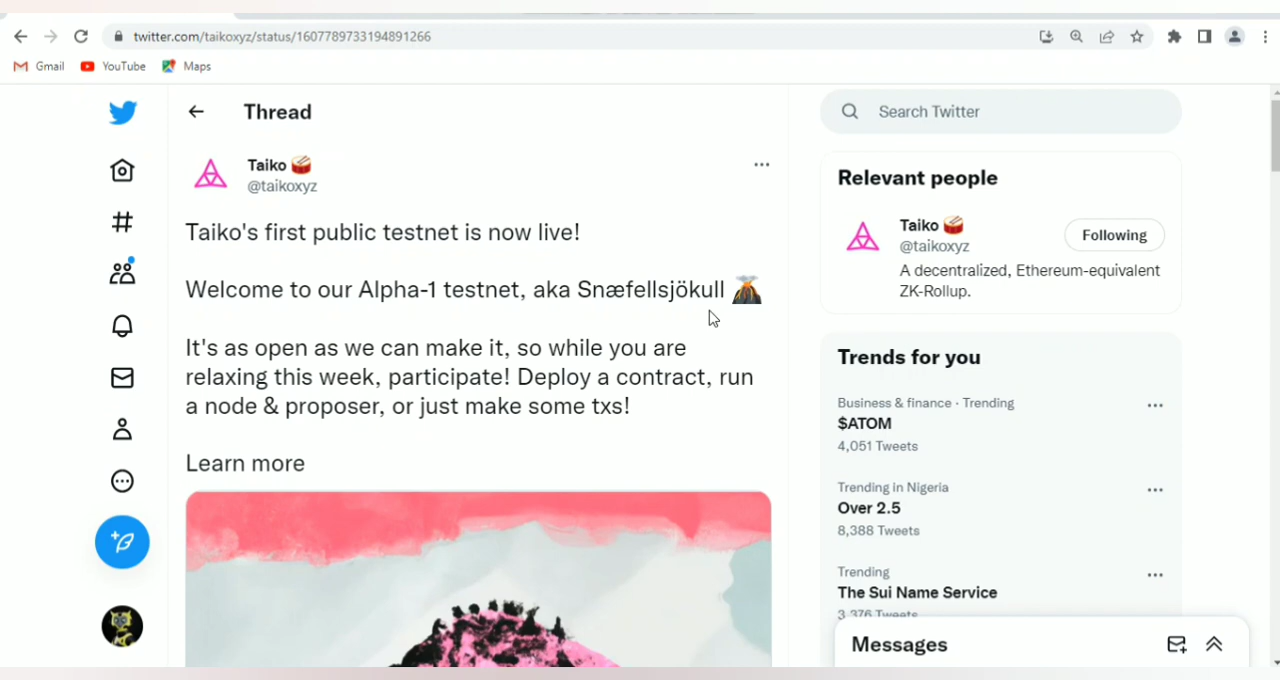 twitter.com/taikoxyz/status/1607789733194891266
Gmail YouTube Maps
Thread
Taiko 🥁
@taikoxyz
Taiko's first public testnet is now live!
Welcome to our Alpha-1 testnet, aka Snæfellsjökull 🌋
It's as open as we can make it, so while you are
relaxing this week, participate! Deploy a contract, run
a node & proposer, or just make some txs!
Learn more
Search Twitter
Relevant people
Taiko 🥁
@taikoxyz
Following
A decentralized, Ethereum-equivalent
ZK-Rollup.
Trends for you
Business & finance · Trending
$ATOM
4,051 Tweets
Trending in Nigeria
Over 2.5
8,388 Tweets
Trending
The Sui Name Service
3,376 Tweets
Messages